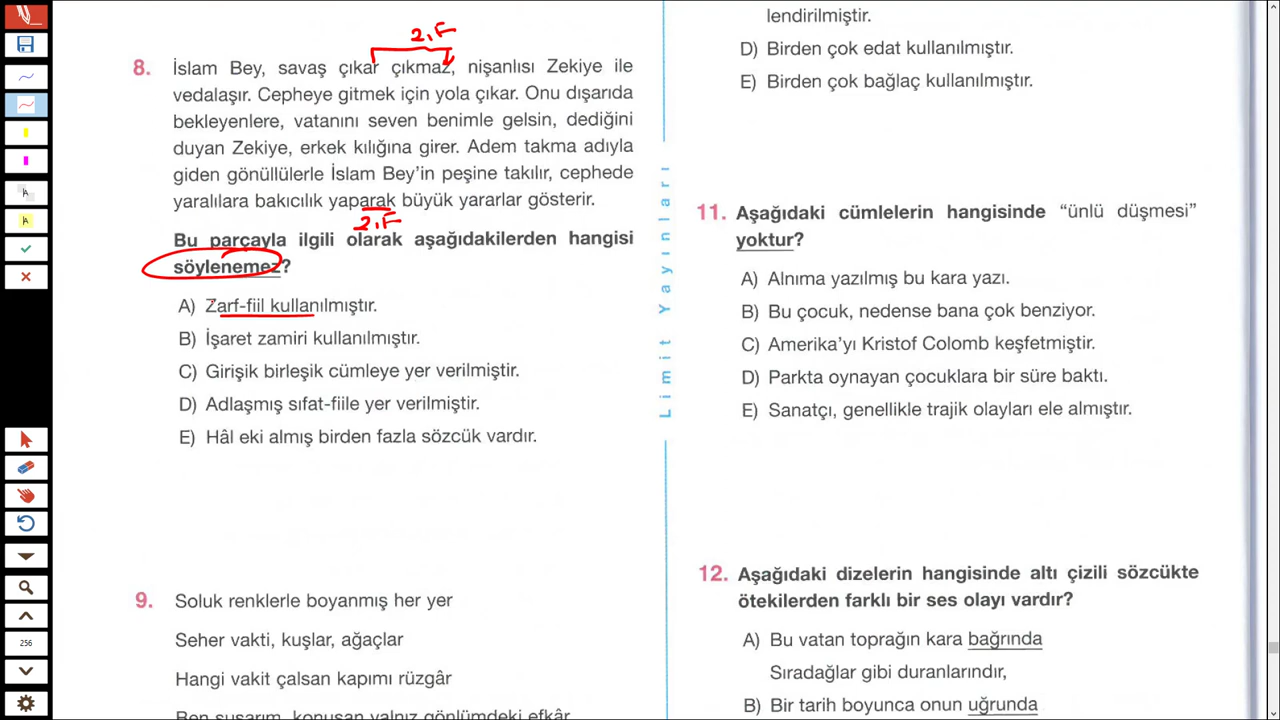 2.F
8. İslam Bey, savaş çıkar çıkmaz, nişanlısı Zekiye ile
vedalaşır. Cepheye gitmek için yola çıkar. Onu dışarıda
bekleyenlere, vatanını seven benimle gelsin, dediğini
duyan Zekiye, erkek kılığına girer. Adem takma adıyla
giden gönüllülerle İslam Bey'in peşine takılır, cephede
yaralılara bakıcılık yaparak büyük yararlar gösterir.
2.F
Bu parçayla ilgili olarak aşağıdakilerden hangisi
söylenemez?
A) Zarf-fiil kullanılmıştır.
B) İşaret zamiri kullanılmıştır.
C) Girişik birleşik cümleye yer verilmiştir.
D) Adlaşmış sıfat-fiile yer verilmiştir.
E) Hâl eki almış birden fazla sözcük vardır.
9. Soluk renklerle boyanmış her yer
Seher vakti, kuşlar, ağaçlar
Hangi vakit çalsan kapımı rüzgâr
Ben susarım, konuşan yalnız gönlümdeki efkâr
Limit Yayınları
lendirilmiştir.
D) Birden çok edat kullanılmıştır.
E) Birden çok bağlaç kullanılmıştır.
11. Aşağıdaki cümlelerin hangisinde "ünlü düşmesi"
yoktur?
A) Alnıma yazılmış bu kara yazı.
B) Bu çocuk, nedense bana çok benziyor.
C) Amerika'yı Kristof Colomb keşfetmiştir.
D) Parkta oynayan çocuklara bir süre baktı.
E) Sanatçı, genellikle trajik olayları ele almıştır.
12. Aşağıdaki dizelerin hangisinde altı çizili sözcükte
ötekilerden farklı bir ses olayı vardır?
A) Bu vatan toprağın kara bağrında
Sıradağlar gibi duranlarındır,
B) Bir tarih boyunca onun uğrunda
256